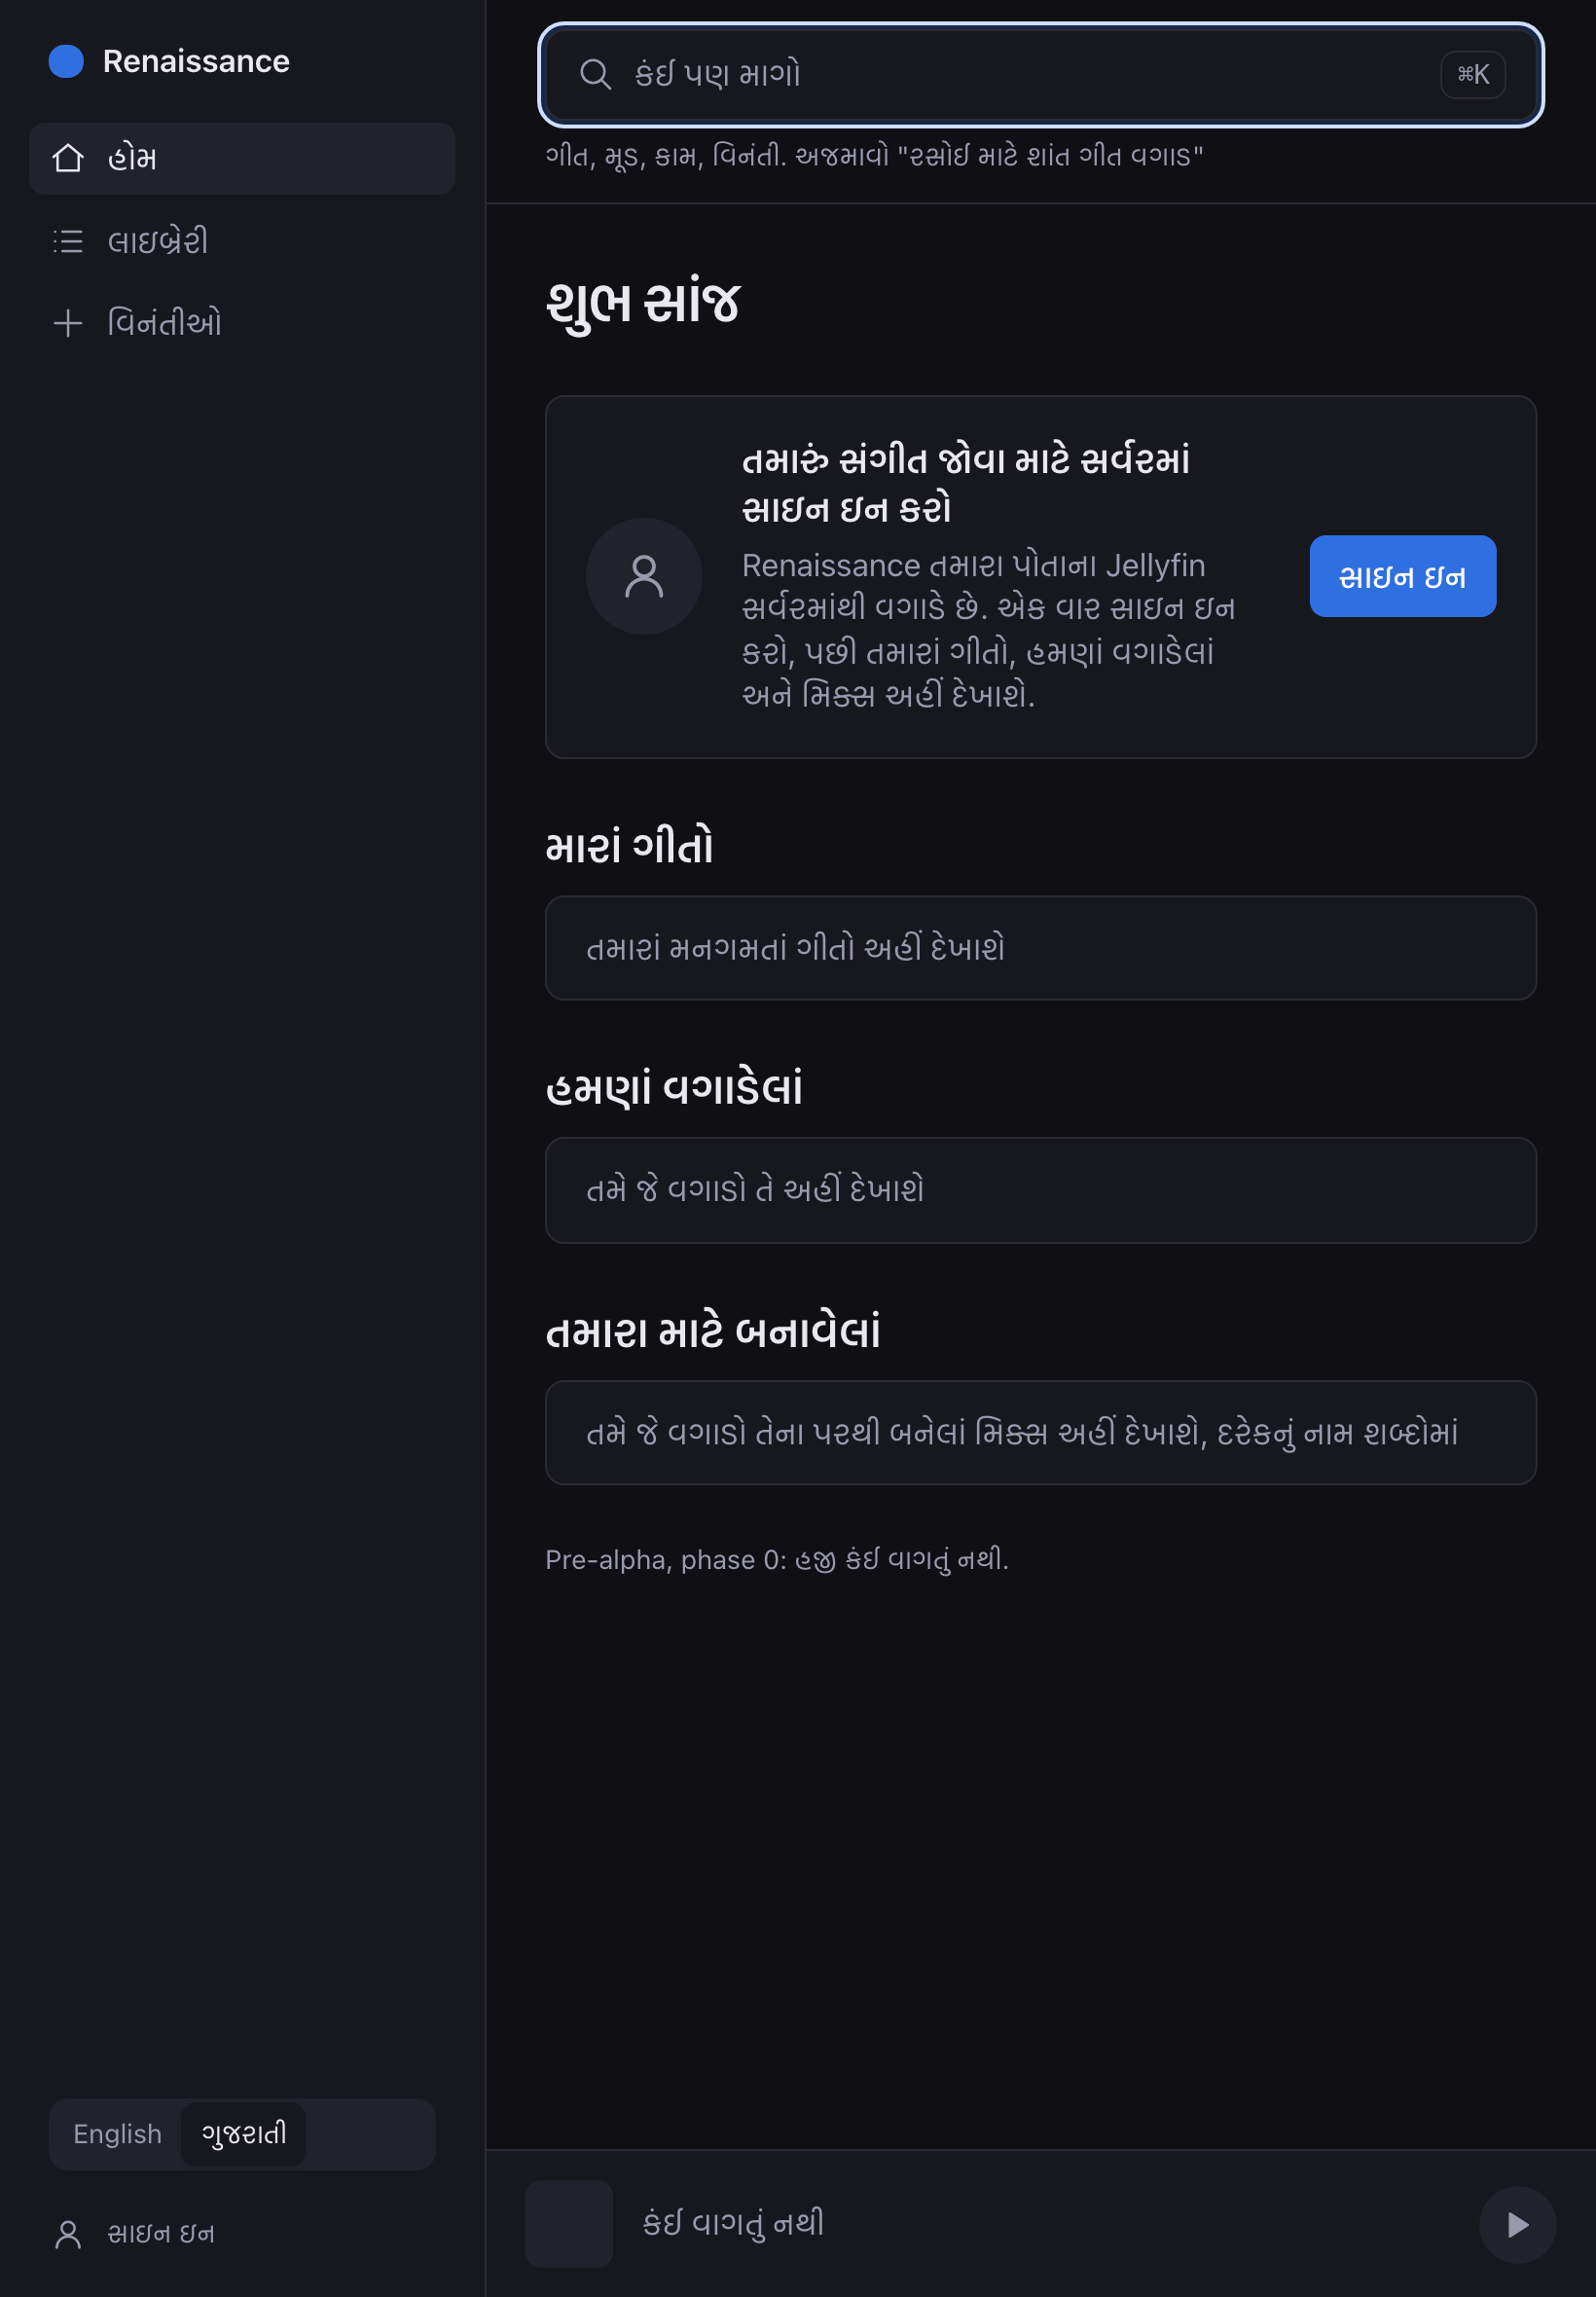 Renaissance
હોમ
લાઇબ્રેરી
વિનંતીઓ
English ગુજરાતી
સાઇન ઇન
કંઈ પણ માગો ⌘K
ગીત, મૂડ, કામ, વિનંતી. અજમાવો "રસોઈ માટે શાંત ગીત વગાડ"
શુભ સાંજ
તમારું સંગીત જોવા માટે સર્વરમાં
સાઇન ઇન કરો
Renaissance તમારા પોતાના Jellyfin
સર્વરમાંથી વગાડે છે. એક વાર સાઇન ઇન
કરો, પછી તમારાં ગીતો, હમણાં વગાડેલાં
અને મિક્સ અહીં દેખાશે.
સાઇન ઇન
મારાં ગીતો
તમારાં મનગમતાં ગીતો અહીં દેખાશે
હમણાં વગાડેલાં
તમે જે વગાડો તે અહીં દેખાશે
તમારા માટે બનાવેલાં
તમે જે વગાડો તેના પરથી બનેલાં મિક્સ અહીં દેખાશે, દરેકનું નામ શબ્દોમાં
Pre-alpha, phase 0: હજી કંઈ વાગતું નથી.
કંઈ વાગતું નથી